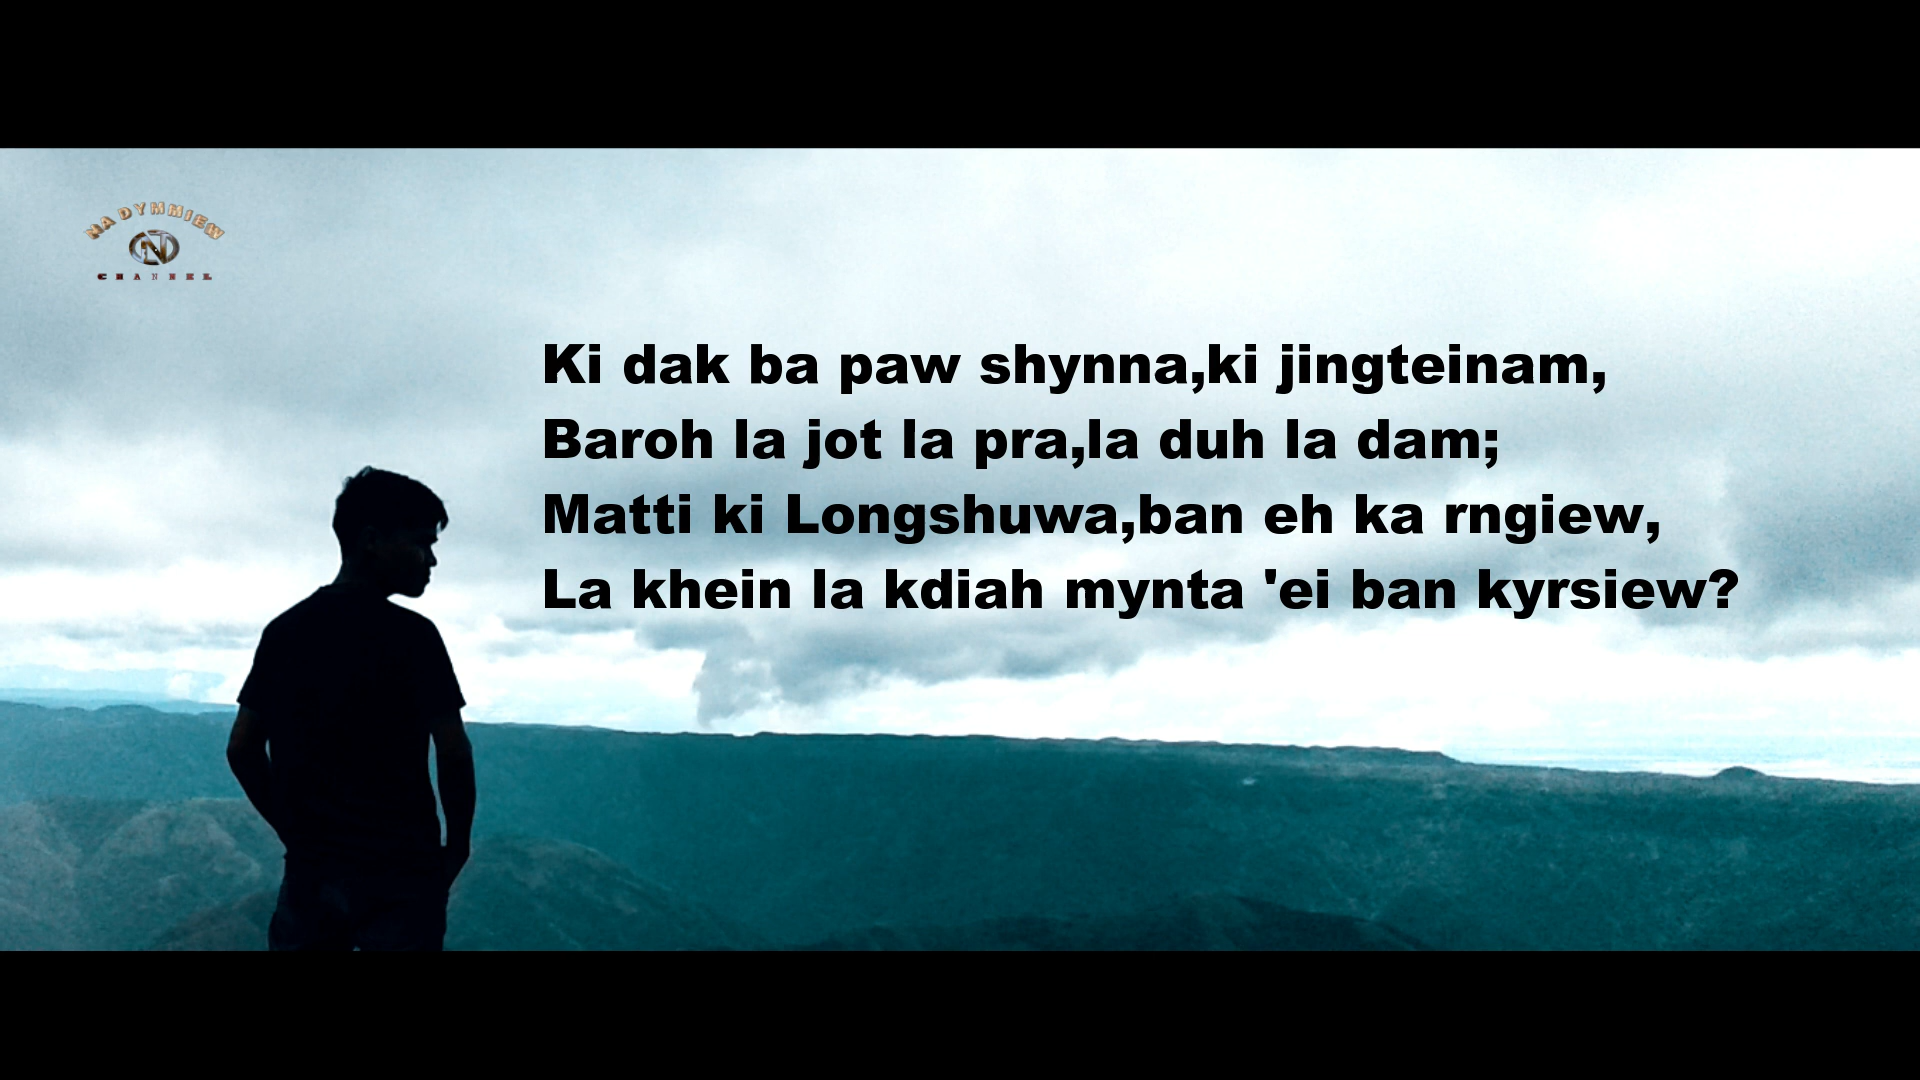 NA DYMMIEW
CHANNEL
Ki dak ba paw shynna,ki jingteinam,
Baroh la jot la pra,la duh la dam;
Matti ki Longshuwa,ban eh ka rngiew,
La khein la kdiah mynta 'ei ban kyrsiew?